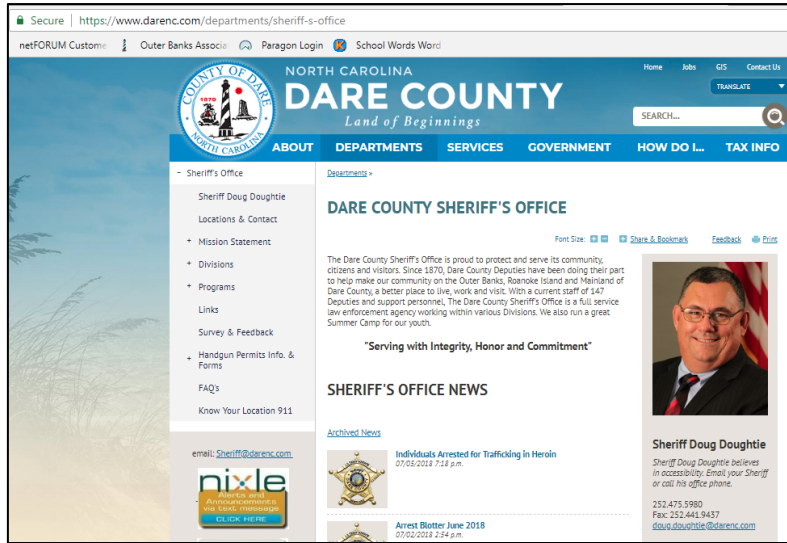 Secure | https://www.darenc.com/departments/sheriff-s-office
netFORUM Custome Outer Banks Associa Paragon Login School Words Word
COUNTY OF DARE
1870
NORTH CAROLINA
NORTH CAROLINA
DARE COUNTY
Land of Beginnings
Home Jobs GIS Contact Us
TRANSLATE
SEARCH...
ABOUT DEPARTMENTS SERVICES GOVERNMENT HOW DO I... TAX INFO
- Sheriff's Office
Sheriff Doug Doughtie
Locations & Contact
+ Mission Statement
+ Divisions
+ Programs
Links
Survey & Feedback
+ Handgun Permits Info. &
Forms
FAQ's
Know Your Location 911
email: Sheriff@darenc.com
nixle
Alerts and
Announcements
via text message
CLICK HERE
Departments »
DARE COUNTY SHERIFF'S OFFICE
Font Size: + - + Share & Bookmark Feedback Print
The Dare County Sheriff's Office is proud to protect and serve its community,
citizens and visitors. Since 1870, Dare County Deputies have been doing their part
to help make our community on the Outer Banks, Roanoke Island and Mainland of
Dare County, a better place to live, work and visit. With a current staff of 147
Deputies and support personnel, The Dare County Sheriff's Office is a full service
law enforcement agency working within various Divisions. We also run a great
Summer Camp for our youth.
"Serving with Integrity, Honor and Commitment"
SHERIFF'S OFFICE NEWS
Archived News
Individuals Arrested for Trafficking in Heroin
07/05/2018 7:18 p.m.
Arrest Blotter June 2018
07/02/2018 2:54 p.m.
Sheriff Doug Doughtie
Sheriff Doug Doughtie believes
in accessibility. Email your Sheriff
or call his office
phone.
252.475.5980
Fax: 252.441.9437
doug.doughtie@darenc.com